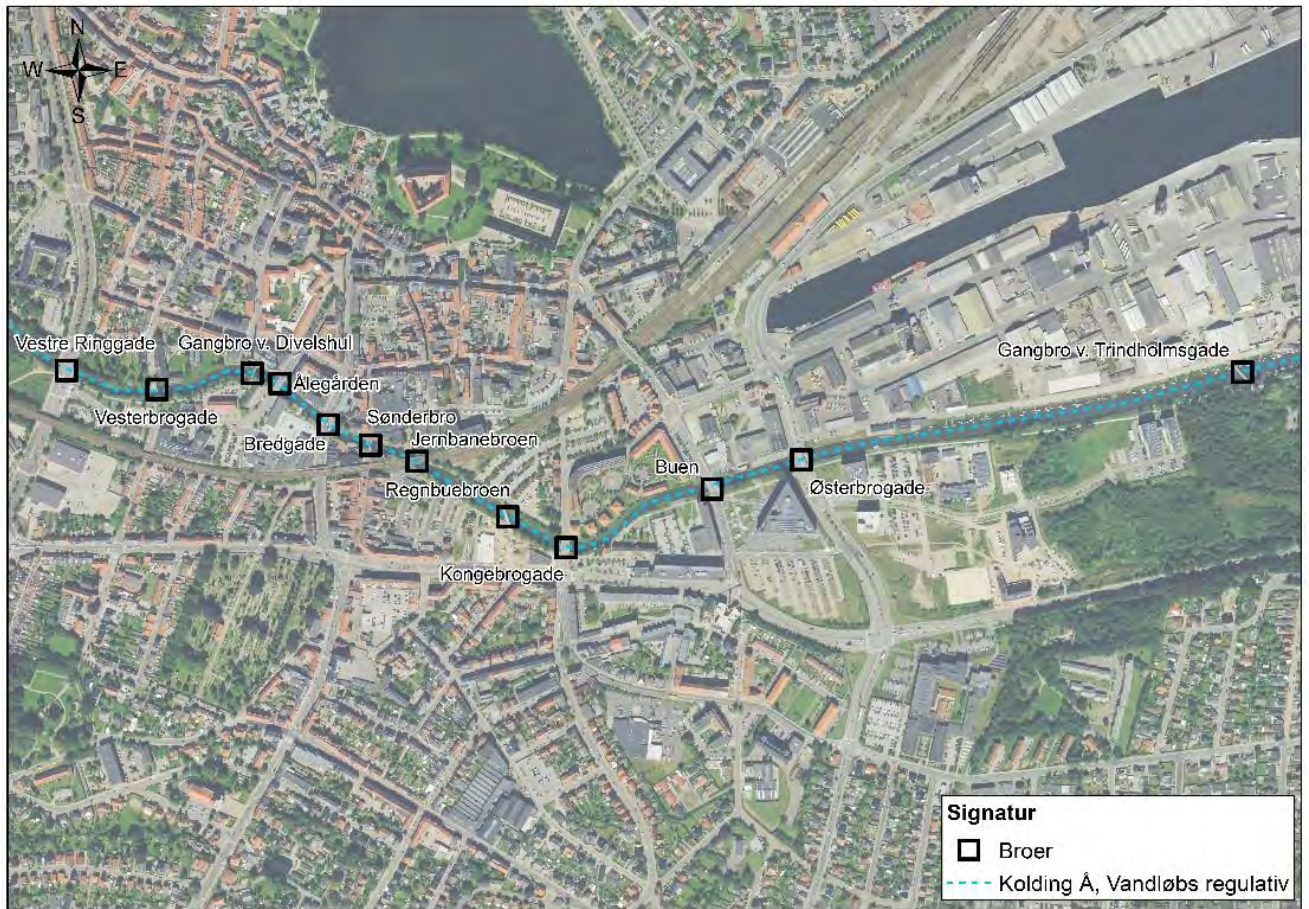 N
W E
S
Vestre Ringgade
Gangbro v. Divelshul
Gangbro v. Trindholmsgade
Ålegården
Vesterbrogade
Sønderbro
Bredgade
Jernbanebroen
Buen
Regnbuebroen
Østerbrogade
Kongebrogade
Signatur
Broer
Kolding Å, Vandløbs regulativ